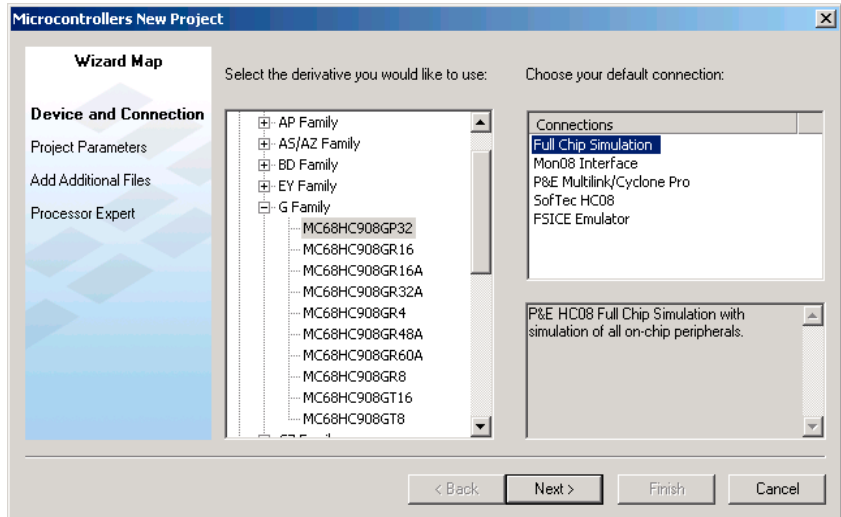 Microcontrollers New Project
Wizard Map
Device and Connection
Project Parameters
Add Additional Files
Processor Expert
Select the derivative you would like to use:
AP Family
AS/AZ Family
BD Family
EY Family
G Family
MC68HC908GP32
MC68HC908GR16
MC68HC908GR16A
MC68HC908GR32A
MC68HC908GR4
MC68HC908GR48A
MC68HC908GR60A
MC68HC908GR8
MC68HC908GT16
MC68HC908GT8
Choose your default connection:
Connections
Full Chip Simulation
Mon08 Interface
P&E Multilink/Cyclone Pro
SofTec HC08
FSICE Emulator
P&E HC08 Full Chip Simulation with
simulation of all on-chip peripherals.
< Back
Next >
Finish
Cancel